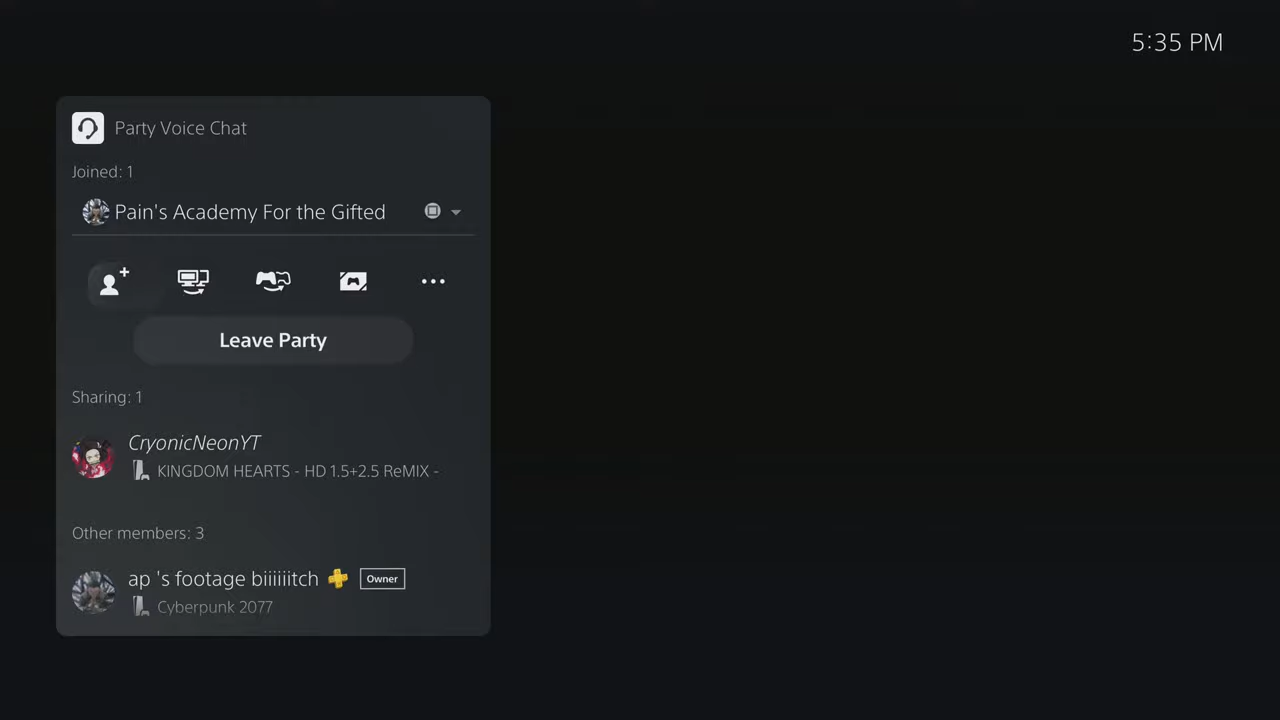 5:35 PM
Party Voice Chat
Joined: 1
Pain's Academy For the Gifted
Leave Party
Sharing: 1
CryonicNeonYT
KINGDOM HEARTS - HD 1.5+2.5 ReMIX -
Other members: 3
ap 's footage biiiiiitch Owner
Cyberpunk 2077